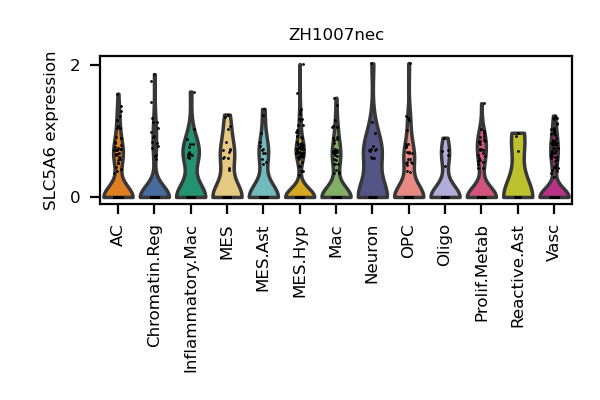 ZH1007nec
SLC5A6 expression
2
0
AC
Chromatin.Reg
Inflammatory.Mac
MES
MES.Ast
MES.Hyp
Mac
Neuron
OPC
Oligo
Prolif.Metab
Reactive.Ast
Vasc